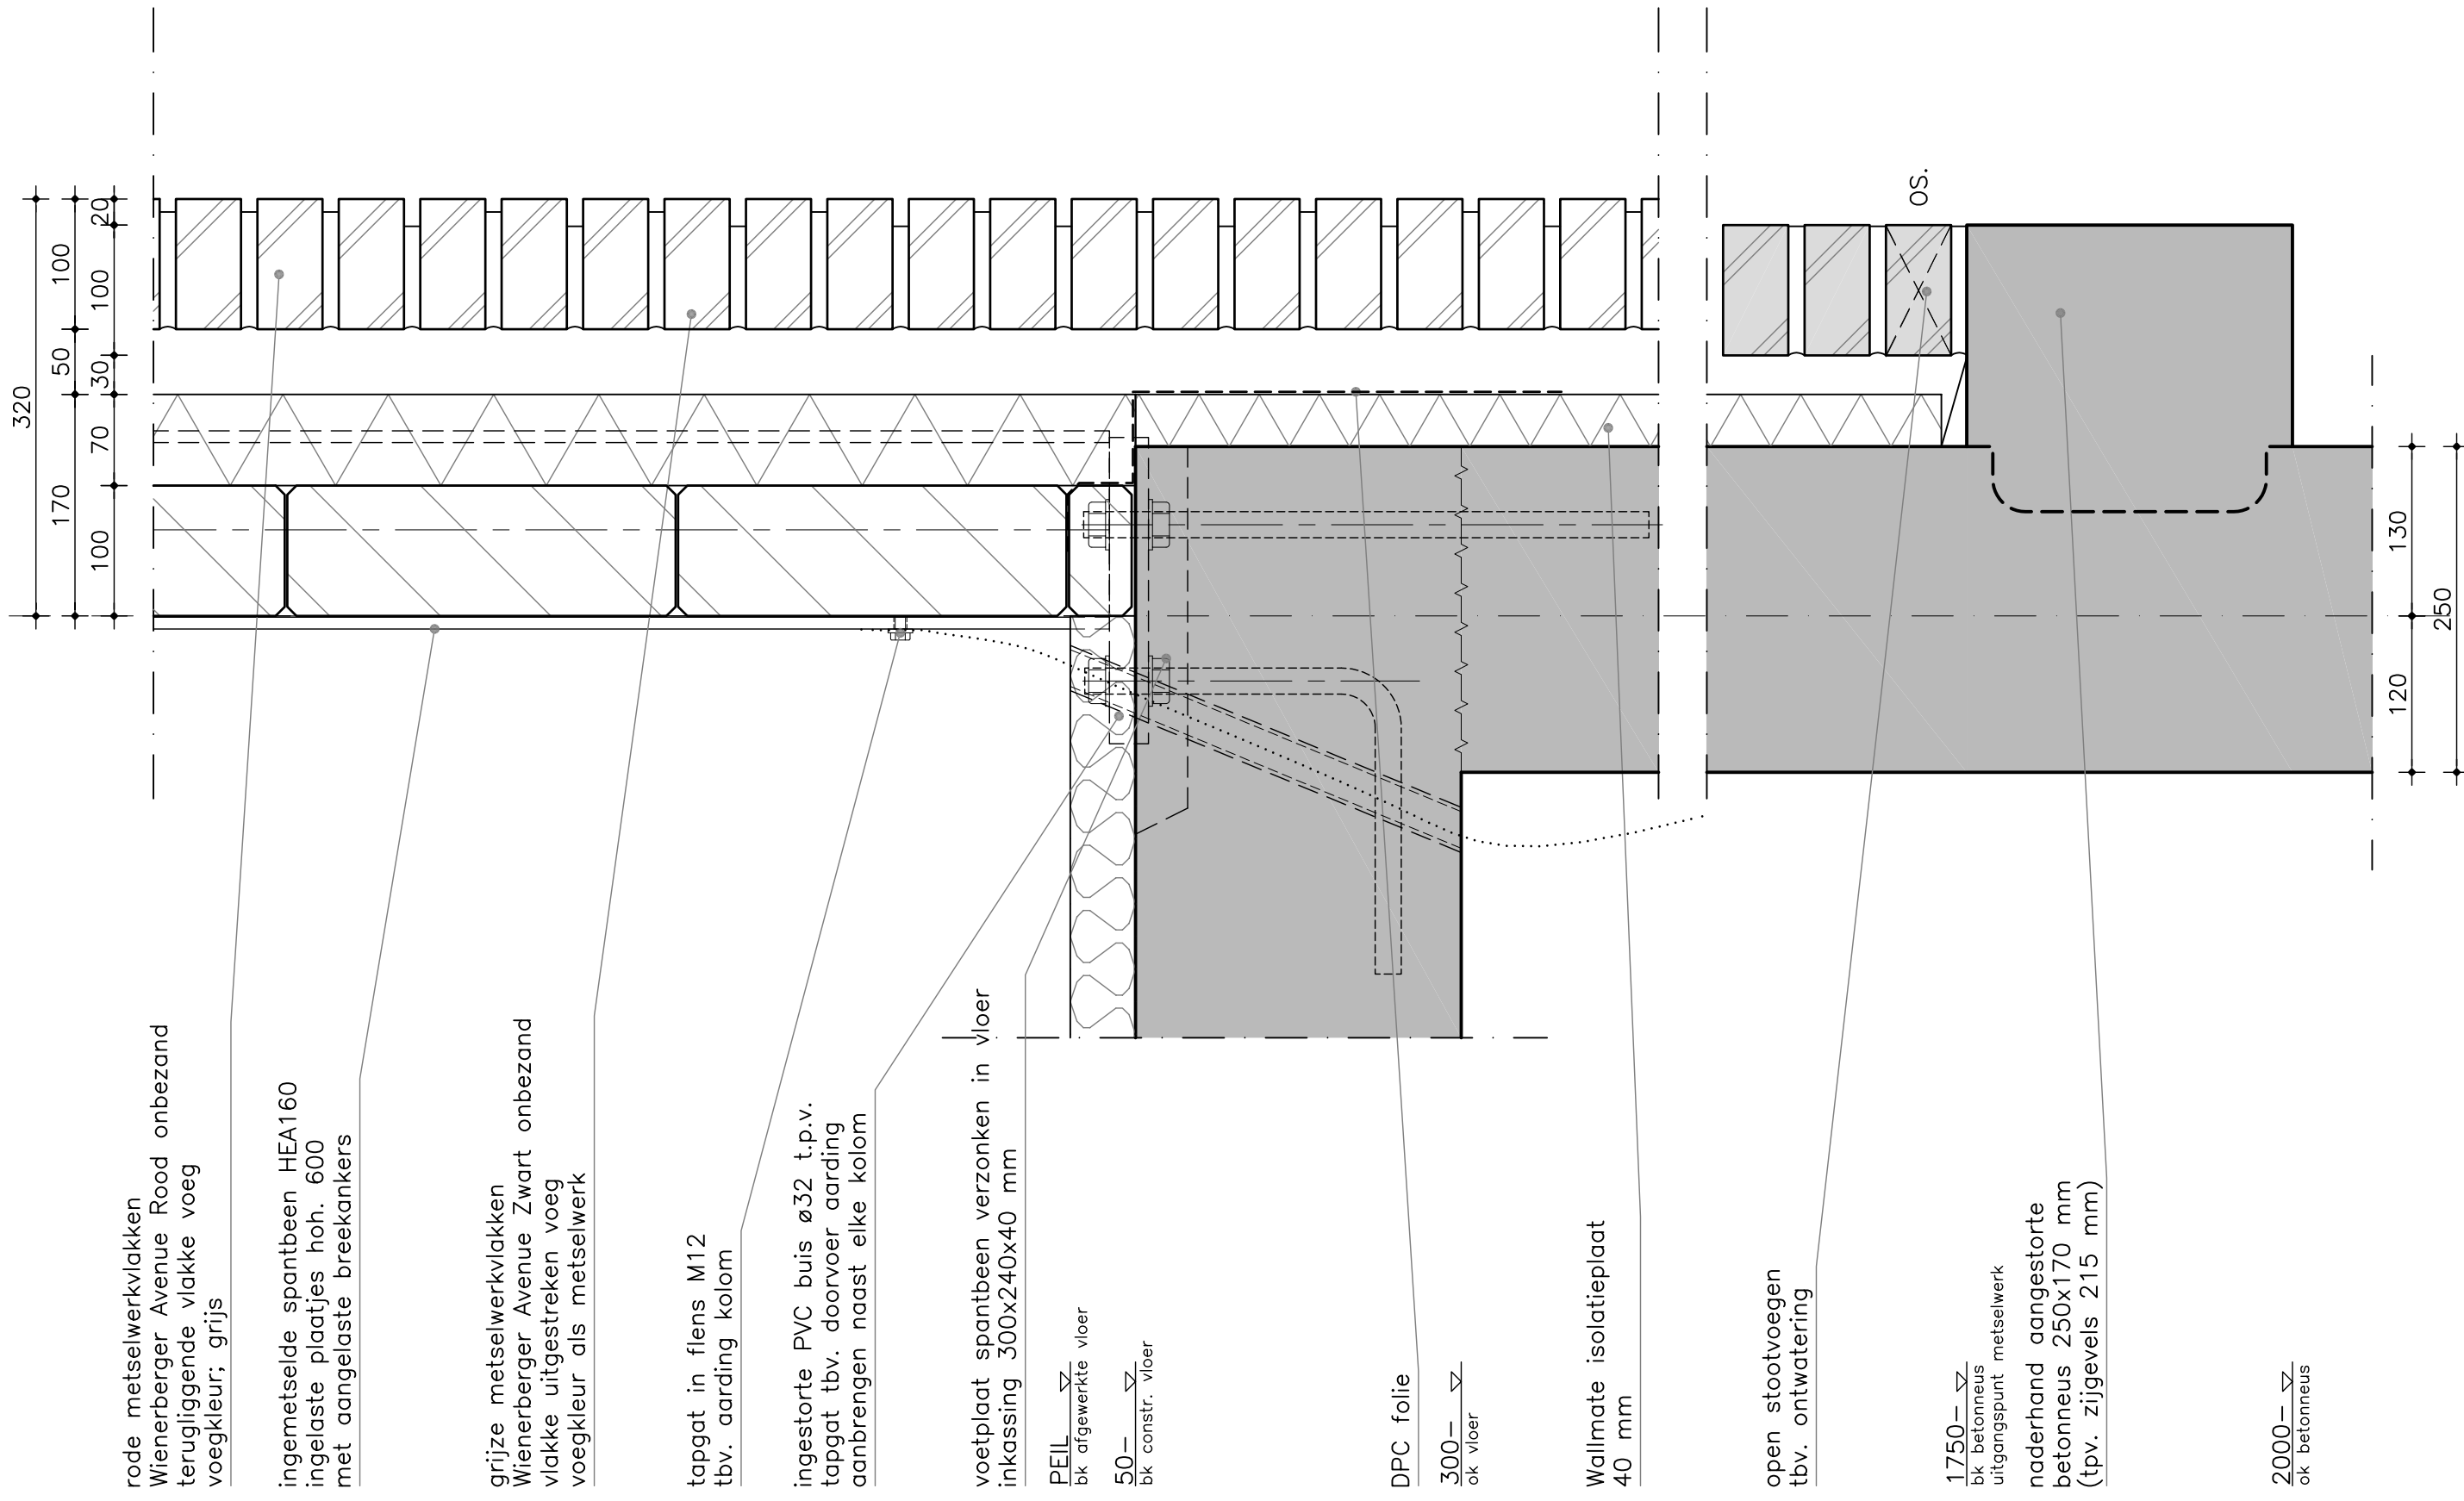 rode metselwerkvlakken
Wienerberger Avenue Rood onbezand
terugliggende vlakke voeg
voegkleur; grijs
ingemetselde spantbeen HEA160
ingelaste plaatjes hoh. 600
met aangelaste breekankers
grijze metselwerkvlakken
Wienerberger Avenue Zwart onbezand
vlakke uitgestreken voeg
voegkleur als metselwerk
tapgat in flens M12
tbv. aarding kolom
ingestorte PVC buis ø32 t.p.v.
tapgat tbv. doorvoer aarding
aanbrengen naast elke kolom
voetplaat spantbeen verzonken in vloer
inkassing 300x240x40 mm
PEIL
bk afgewerkte vloer
50-
bk constr. vloer
DPC folie
300-
ok vloer
Wallmate isolatieplaat
40 mm
open stootvoegen
tbv. ontwatering
1750-
bk betonneus
uitgangspunt metselwerk
naderhand aangestorte
betonneus 250x170 mm
(tpv. zijgevels 215 mm)
2000-
ok betonneus
320
170
50
100
100
70
30
100
20
os.
120
130
250